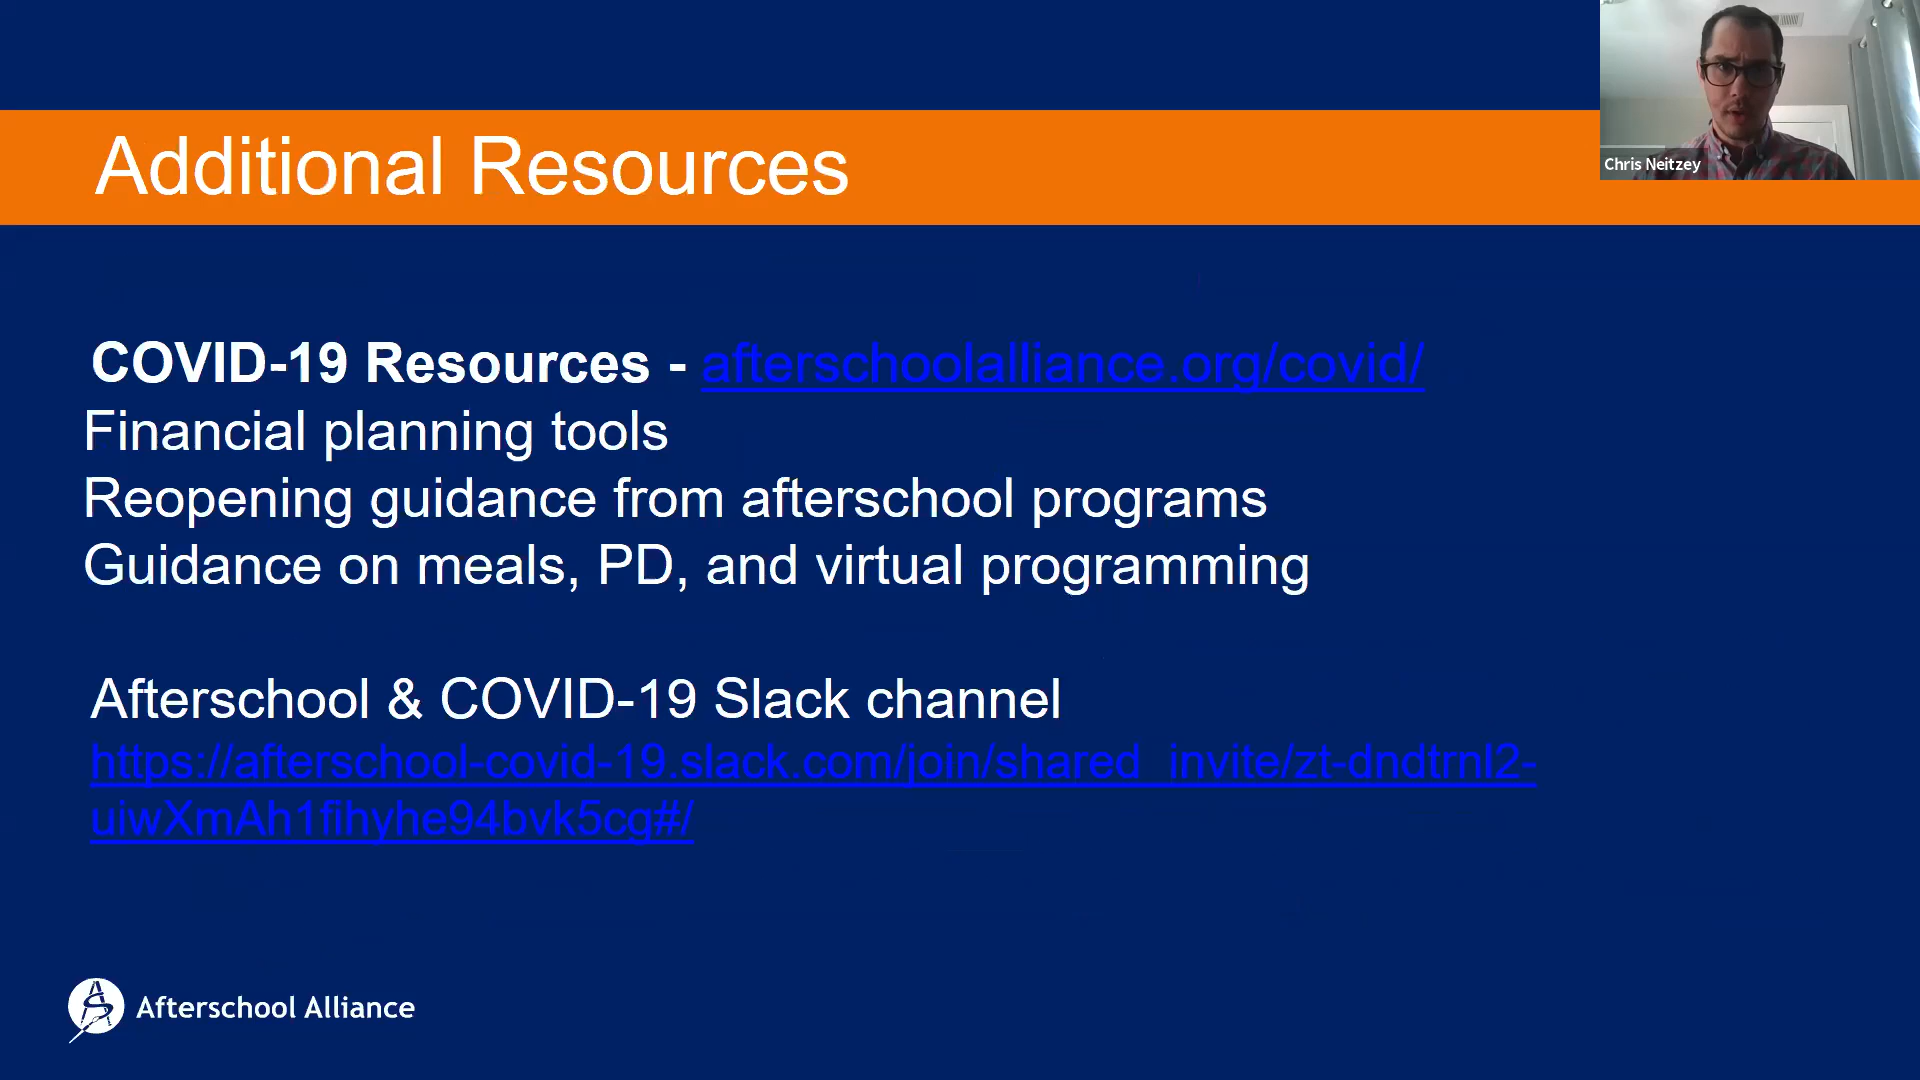 Additional Resources
Chris Neitzey
COVID-19 Resources - afterschoolalliance.org/covid/
Financial planning tools
Reopening guidance from afterschool programs
Guidance on meals, PD, and virtual programming
Afterschool & COVID-19 Slack channel
https://afterschool-covid-19.slack.com/join/shared_invite/zt-dndtrnl2-
uiwXmAh1fihyhe94bvk5cg#/
Afterschool Alliance